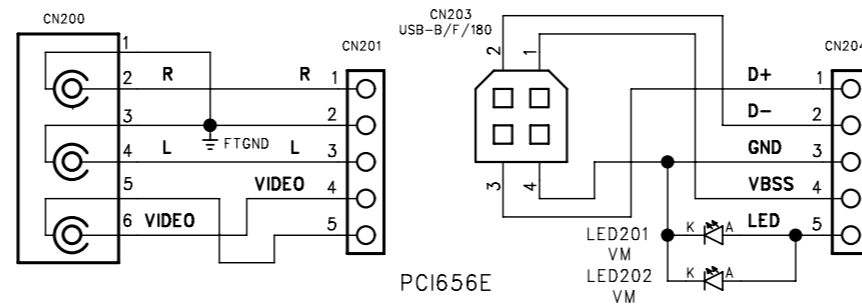 CN200
1
2 R
3
4 L
5
6 VIDEO
FTGND
CN201
R 1
2
L 3
VIDEO 4
5
CN203
USB-B/F/180
2 1
3 4
CN204
D+ 1
D- 2
GND 3
VBSS 4
LED 5
LED201
VM
K A
LED202
VM
K A
PCI656E